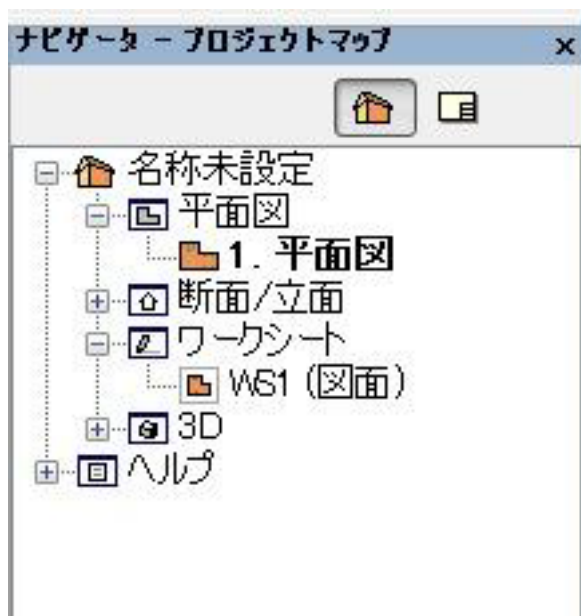 ナビゲータ - プロジェクトマップ
名称未設定
平面図
1. 平面図
断面/立面
ワークシート
WS1 (図面)
3D
ヘルプ